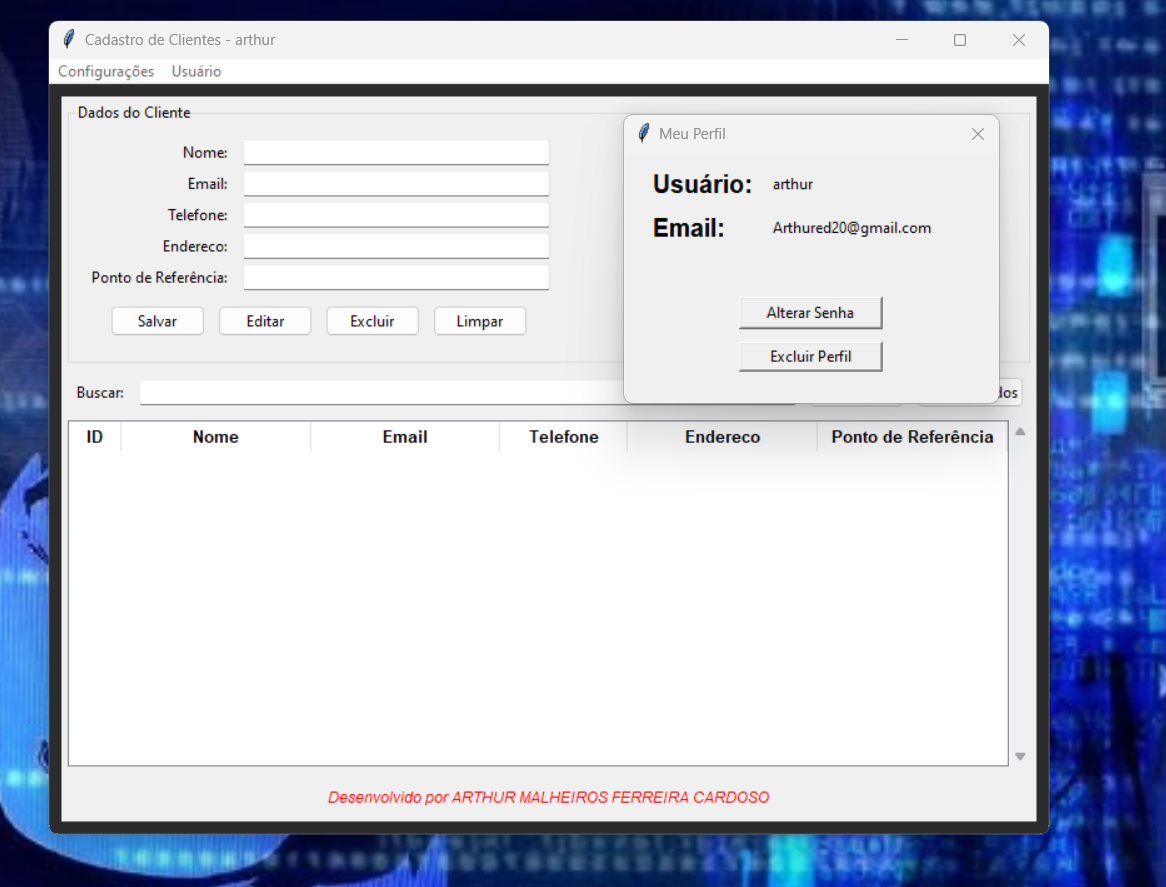 Cadastro de Clientes - arthur
Configurações Usuário
Dados do Cliente
Nome:
Email:
Telefone:
Endereco:
Ponto de Referência:
Salvar Editar Excluir Limpar
Meu Perfil
Usuário: arthur
Email: Arthured20@gmail.com
Alterar Senha
Excluir Perfil
Buscar:
ID Nome Email Telefone Endereco Ponto de Referência
Desenvolvido por ARTHUR MALHEIROS FERREIRA CARDOSO